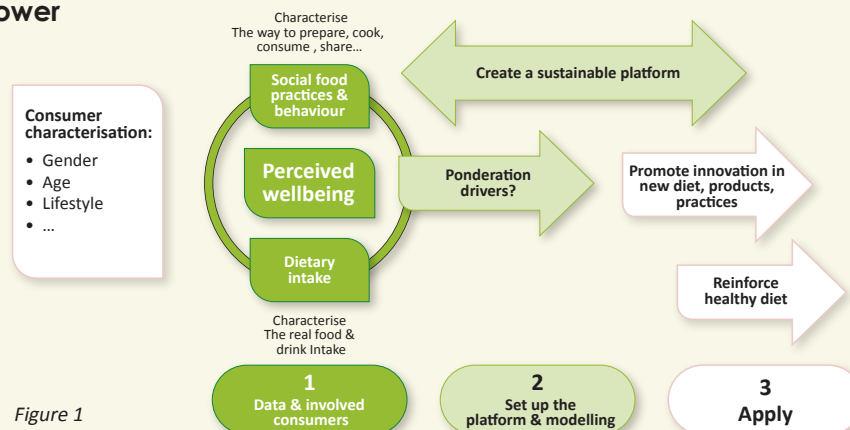 ower
Characterise
The way to prepare, cook,
consume , share...
Social food
practices &
behaviour
Create a sustainable platform
Consumer
characterisation:
• Gender
• Age
• Lifestyle
• ...
Perceived
wellbeing
Ponderation
drivers?
Promote innovation in
new diet, products,
practices
Dietary
intake
Reinforce
healthy diet
Characterise
The real food &
drink Intake
1
Data & involved
consumers
2
Set up the
platform & modelling
3
Apply
Figure 1